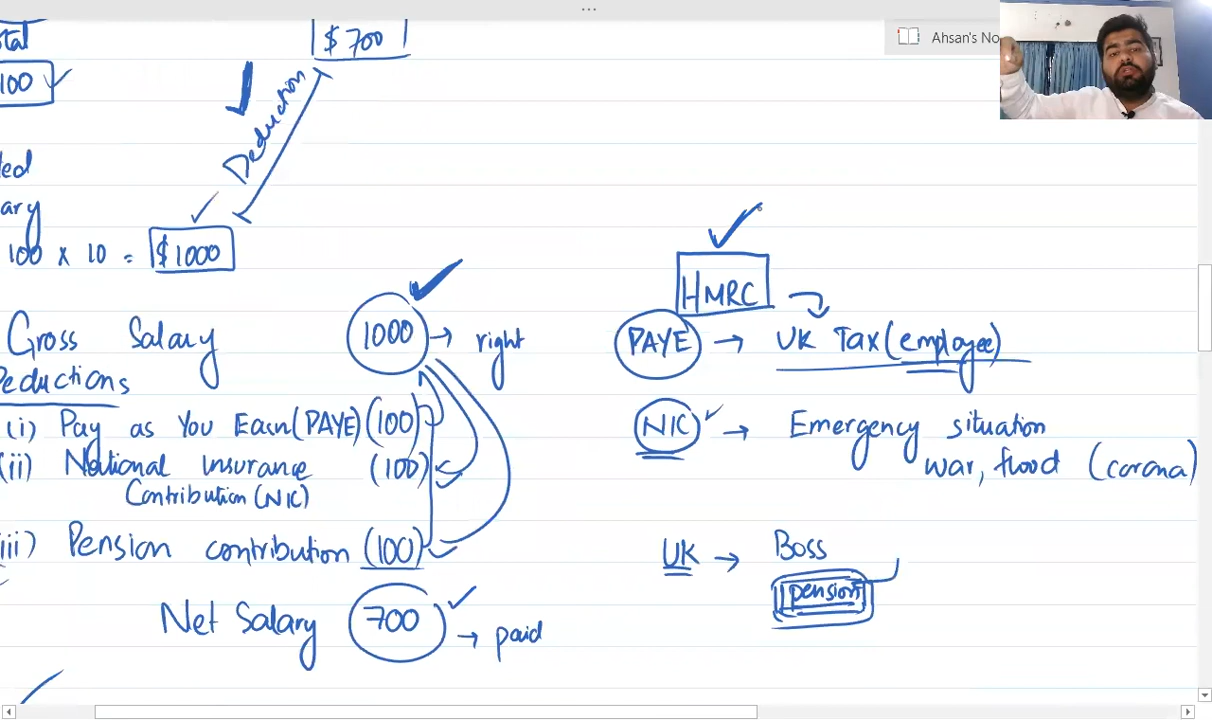 $ 700
Ahsan's No
100
Deduction
100 x 10 = $1000
HMRC
Gross Salary 1000 → right
PAYE → UK Tax (employee)
Deductions
(i) Pay as You Earn (PAYE) (100)
NIC → Emergency situation
war, flood (corona)
(ii) National Insurance (100)
Contribution (NIC)
(iii) Pension contribution (100)
UK → Boss
pension
Net Salary 700 → paid